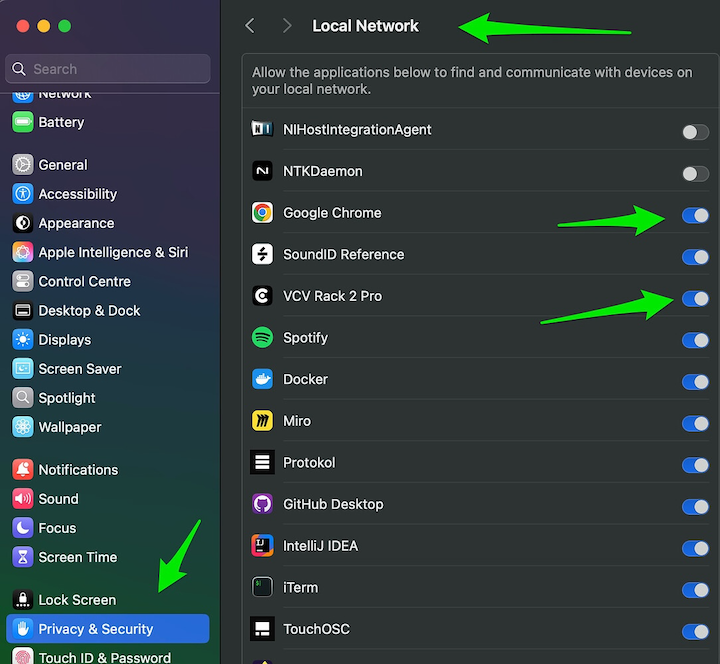 Local Network
Search
Network
Battery
General
Accessibility
Appearance
Apple Intelligence & Siri
Control Centre
Desktop & Dock
Displays
Screen Saver
Spotlight
Wallpaper
Notifications
Sound
Focus
Screen Time
Lock Screen
Privacy & Security
Touch ID & Password
Allow the applications below to find and communicate with devices on
your local network.
NIHostIntegrationAgent
NTKDaemon
Google Chrome
SoundID Reference
VCV Rack 2 Pro
Spotify
Docker
Miro
Protokol
GitHub Desktop
IntelliJ IDEA
iTerm
TouchOSC